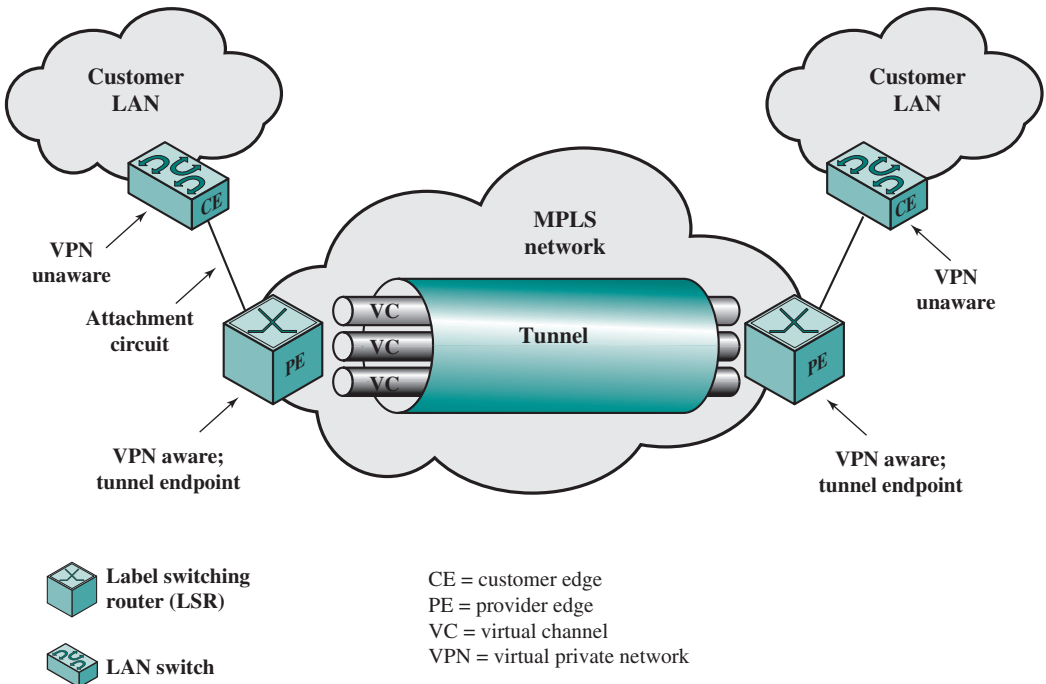 Customer
LAN
Customer
LAN
CE
CE
VPN
unaware
VPN
unaware
Attachment
circuit
MPLS
network
PE
VC
VC
VC
Tunnel
PE
VPN aware;
tunnel endpoint
VPN aware;
tunnel endpoint
Label switching
router (LSR)
LAN switch
CE = customer edge
PE = provider edge
VC = virtual channel
VPN = virtual private network